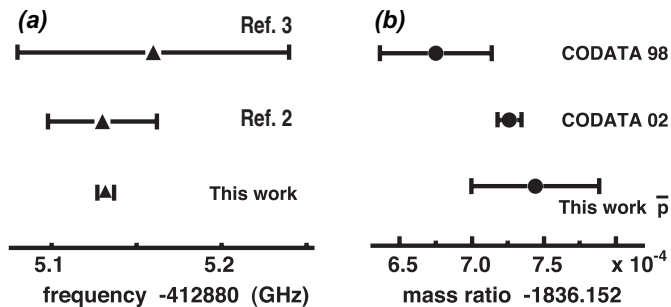 (a)
Ref. 3
Ref. 2
This work
5.1 5.2
frequency -412880 (GHz)
(b)
CODATA 98
CODATA 02
This work p̅
6.5 7.0 7.5 x 10⁻⁴
mass ratio -1836.152